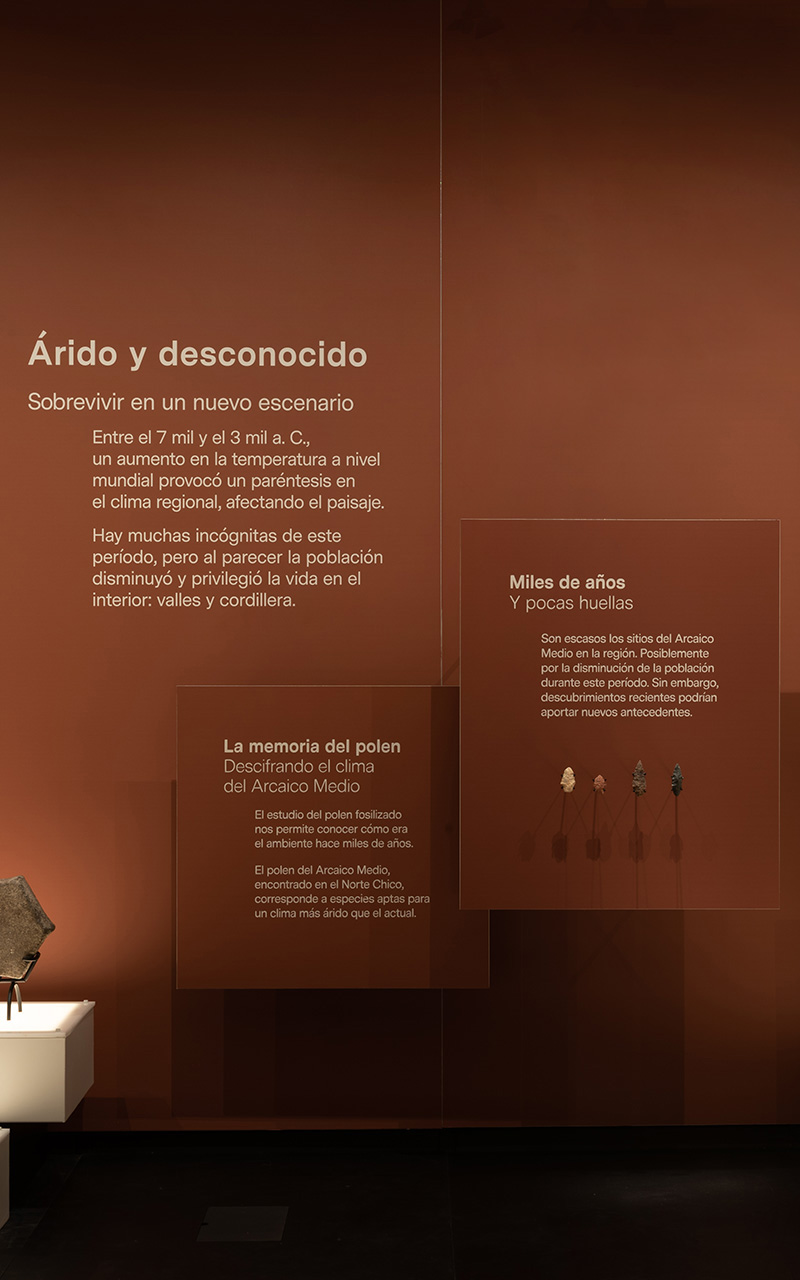 Árido y desconocido
Sobrevivir en un nuevo escenario
Entre el 7 mil y el 3 mil a. C.,
un aumento en la temperatura a nivel
mundial provocó un paréntesis en
el clima regional, afectando el paisaje.
Hay muchas incógnitas de este
período, pero al parecer la población
disminuyó y privilegió la vida en el
interior: valles y cordillera.
La memoria del polen
Descifrando el clima
del Arcaico Medio
El estudio del polen fosilizado
nos permite conocer cómo era
el ambiente hace miles de años.
El polen del Arcaico Medio,
encontrado en el Norte Chico,
corresponde a especies aptas para
un clima más árido que el actual.
Miles de años
Y pocas huellas
Son escasos los sitios del Arcaico
Medio en la región. Posiblemente
por la disminución de la población
durante este período. Sin embargo,
descubrimientos recientes podrían
aportar nuevos antecedentes.